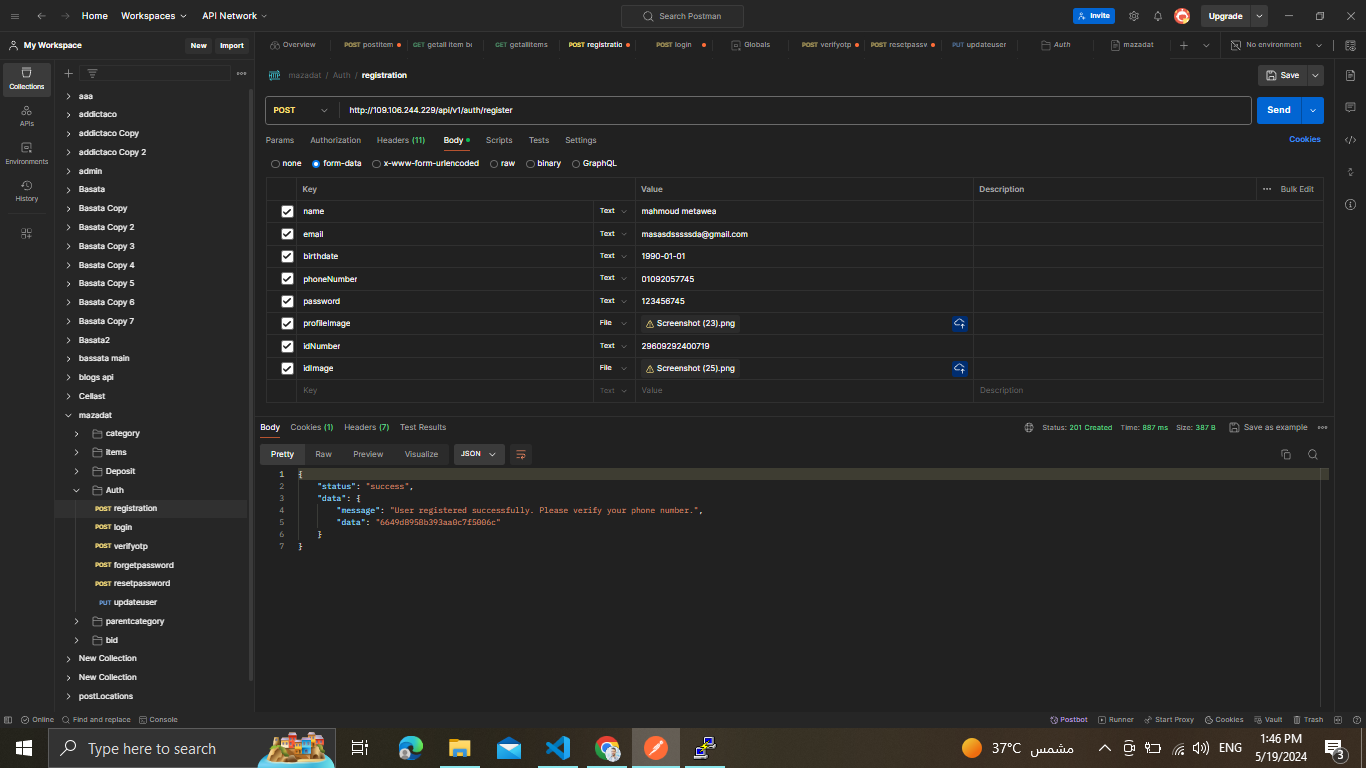 Home Workspaces API Network Search Postman Invite Upgrade
My Workspace New Import
Overview POST postitem GET getall item b GET getallitems POST registratio POST login Globals POST verifyotp POST resetpassv PUT updateuser Auth mazadat No environment
Collections
APIs
Environments
History
aaa
addictaco
addictaco Copy
addictaco Copy 2
admin
Basata
Basata Copy
Basata Copy 2
Basata Copy 3
Basata Copy 4
Basata Copy 5
Basata Copy 6
Basata Copy 7
Basata2
bassata main
blogs api
Cellast
mazadat
category
items
Deposit
Auth
POST registration
POST login
POST verifyotp
POST forgetpassword
POST resetpassword
PUT updateuser
parentcategory
bid
New Collection
New Collection
postLocations
mazadat / Auth / registration Save
POST http://109.106.244.229/api/v1/auth/register Send
Params Authorization Headers (11) Body Scripts Tests Settings Cookies
none form-data x-www-form-urlencoded raw binary GraphQL
Key Value Description Bulk Edit
name Text mahmoud metawea
email Text masasdsssssda@gmail.com
birthdate Text 1990-01-01
phoneNumber Text 01092057745
password Text 123456745
profileImage File Screenshot (23).png
idNumber Text 29609292400719
idImage File Screenshot (25).png
Key Text Value Description
Body Cookies (1) Headers (7) Test Results Status: 201 Created Time: 887 ms Size: 387 B Save as example
Pretty Raw Preview Visualize JSON
1 {
2 "status": "success",
3 "data": {
4 "message": "User registered successfully. Please verify your phone number.",
5 "data": "6649d8958b393aa0c7f5006c"
6 }
7 }
Online Find and replace Console Postbot Runner Start Proxy Cookies Vault Trash
Type here to search 37°C مشمس ENG 1:46 PM
5/19/2024 3